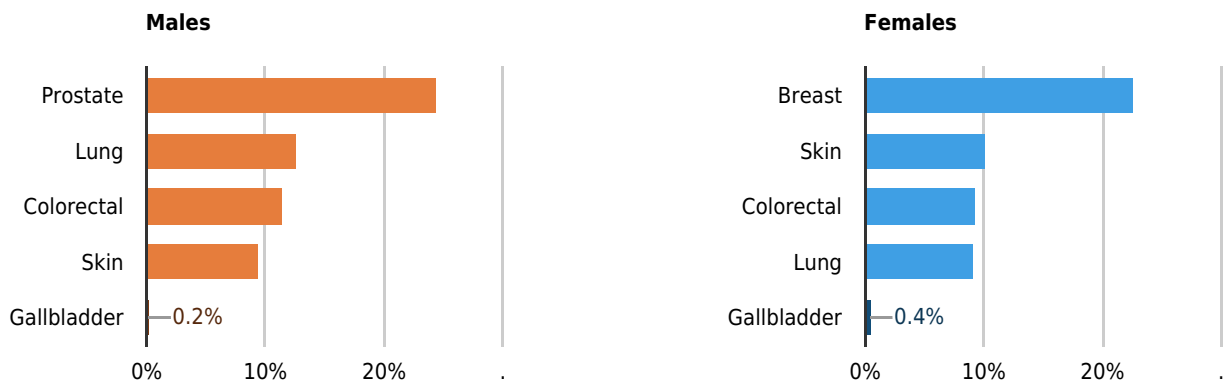 Males
Prostate
Lung
Colorectal
Skin
Gallbladder
0.2%
0% 10% 20% .
Females
Breast
Skin
Colorectal
Lung
Gallbladder
0.4%
0% 10% 20% .